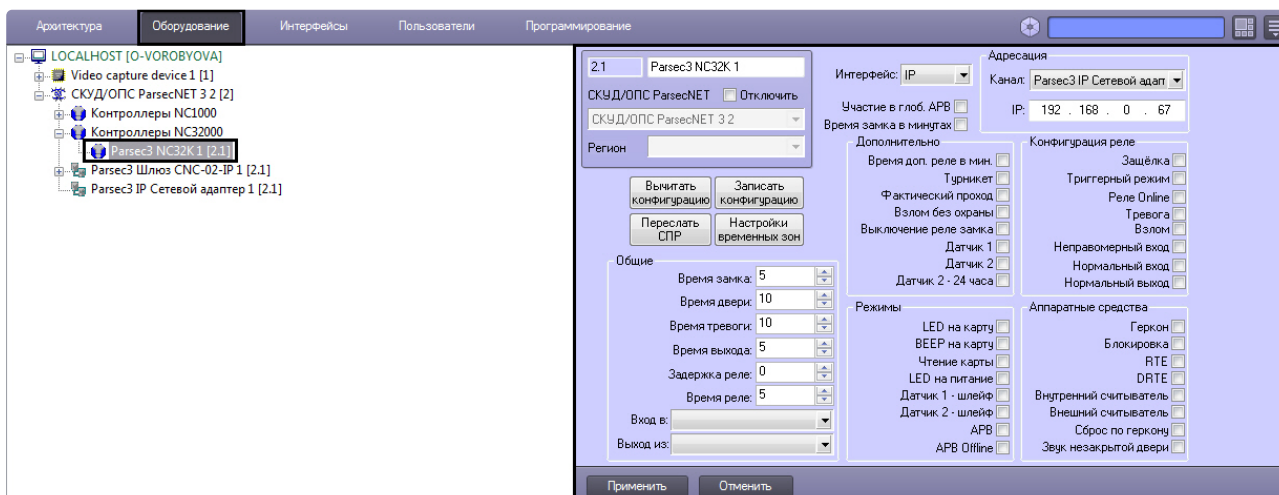 Архитектура Оборудование Интерфейсы Пользователи Программирование
LOCALHOST [O-VOROBYOVA]
Video capture device 1 [1]
СКУД/ОПС ParsecNET 3 2 [2]
Контроллеры NC1000
Контроллеры NC32000
Parsec3 NC32K 1 [2.1]
Parsec3 Шлюз CNC-02-IP 1 [2.1]
Parsec3 IP Сетевой адаптер 1 [2.1]
2.1 Parsec3 NC32K 1
СКУД/ОПС ParsecNET Отключить
СКУД/ОПС ParsecNET 3 2
Регион
Вычитать конфигурацию
Записать конфигурацию
Переслать СПР
Настройки временных зон
Общие
Время замка: 5
Время двери: 10
Время тревоги: 10
Время выхода: 5
Задержка реле: 0
Время реле: 5
Вход в:
Выход из:
Интерфейс: IP
Участие в глоб. APB
Время замка в минутах
Адресация
Канал: Parsec3 IP Сетевой адап
IP: 192 . 168 . 0 . 67
Дополнительно
Время доп. реле в мин.
Турникет
Фактический проход
Взлом без охраны
Выключение реле замка
Датчик 1
Датчик 2
Датчик 2 - 24 часа
Конфигурация реле
Защёлка
Триггерный режим
Реле Online
Тревога
Взлом
Неправомерный вход
Нормальный вход
Нормальный выход
Режимы
LED на карту
BEEP на карту
Чтение карты
LED на питание
Датчик 1 - шлейф
Датчик 2 - шлейф
APB
APB Offline
Аппаратные средства
Геркон
Блокировка
RTE
DRTE
Внутренний считыватель
Внешний считыватель
Сброс по геркону
Звук незакрытой двери
Применить Отменить